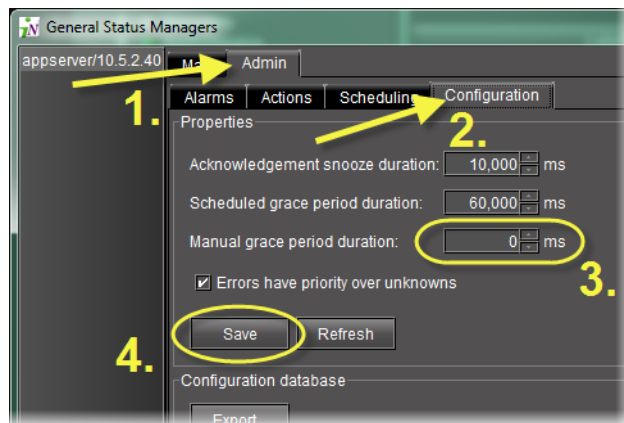 General Status Managers
appserver/10.5.2.40
Admin
1.
Alarms Actions Scheduling Configuration
2.
Properties
Acknowledgement snooze duration: 10,000 ms
Scheduled grace period duration: 60,000 ms
Manual grace period duration: 0 ms
3.
Errors have priority over unknowns
Save Refresh
4.
Configuration database
Export